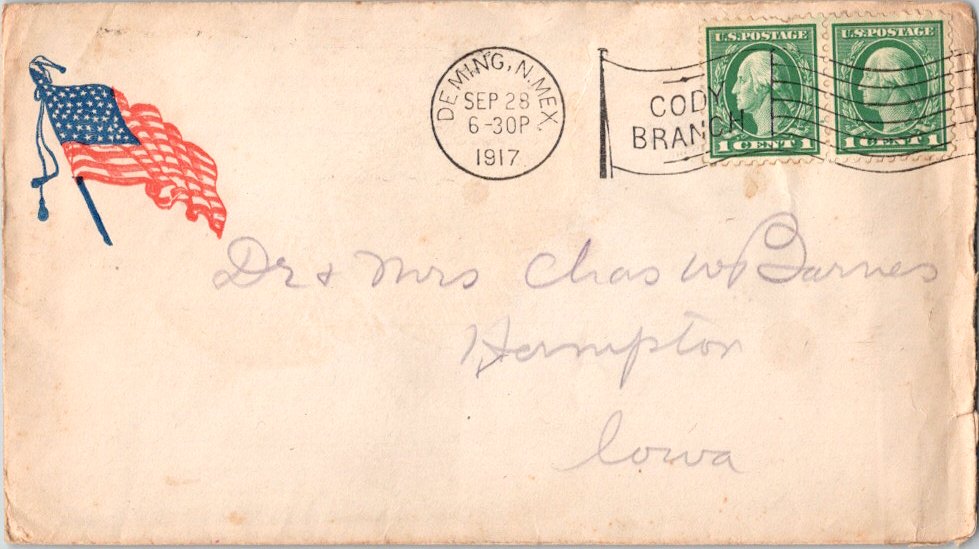 DEMING, N. MEX.
SEP 28
6-30P
1917
CODY
BRANCH
U.S. POSTAGE
1 CENT 1
U.S. POSTAGE
1 CENT 1
Dr & Mrs Chas W Barnes
Hampton
Iowa